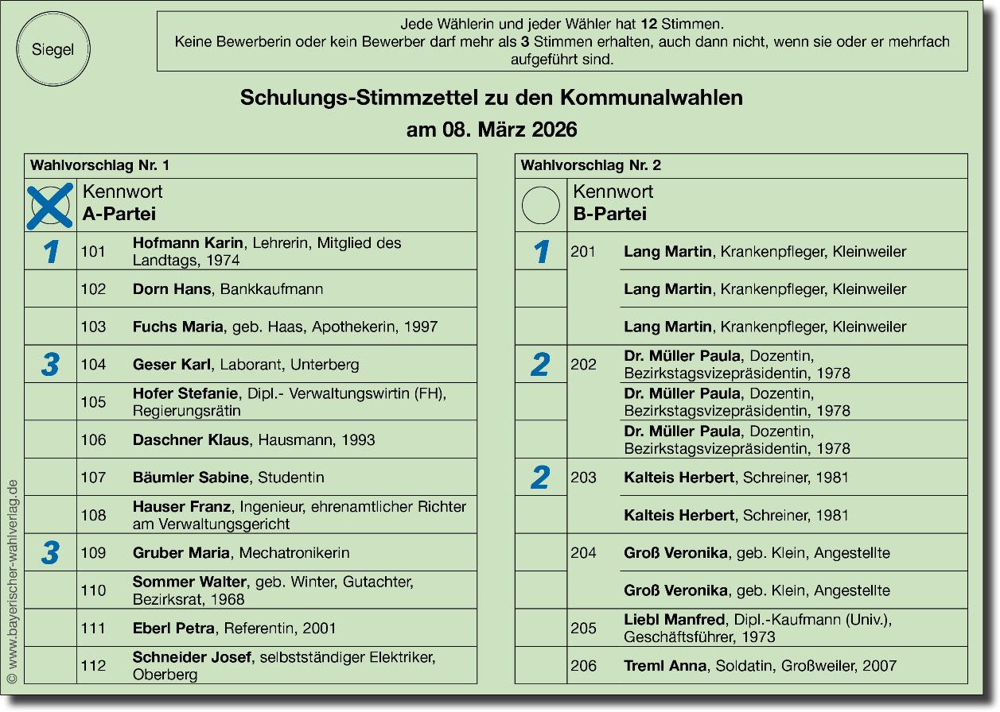 Siegel
Jede Wählerin und jeder Wähler hat 12 Stimmen.
Keine Bewerberin oder kein Bewerber darf mehr als 3 Stimmen erhalten, auch dann nicht, wenn sie oder er mehrfach
aufgeführt sind.
Schulungs-Stimmzettel zu den Kommunalwahlen
am 08. März 2026
Wahlvorschlag Nr. 1
Kennwort
A-Partei
1 101 Hofmann Karin, Lehrerin, Mitglied des
Landtags, 1974
102 Dorn Hans, Bankkaufmann
103 Fuchs Maria, geb. Haas, Apothekerin, 1997
3 104 Geser Karl, Laborant, Unterberg
105 Hofer Stefanie, Dipl.- Verwaltungswirtin (FH),
Regierungsrätin
106 Daschner Klaus, Hausmann, 1993
107 Bäumler Sabine, Studentin
108 Hauser Franz, Ingenieur, ehrenamtlicher Richter
am Verwaltungsgericht
3 109 Gruber Maria, Mechatronikerin
110 Sommer Walter, geb. Winter, Gutachter,
Bezirksrat, 1968
111 Eberl Petra, Referentin, 2001
112 Schneider Josef, selbstständiger Elektriker,
Oberberg
Wahlvorschlag Nr. 2
Kennwort
B-Partei
1 201 Lang Martin, Krankenpfleger, Kleinweiler
Lang Martin, Krankenpfleger, Kleinweiler
Lang Martin, Krankenpfleger, Kleinweiler
2 202 Dr. Müller Paula, Dozentin,
Bezirkstagsvizepräsidentin, 1978
Dr. Müller Paula, Dozentin,
Bezirkstagsvizepräsidentin, 1978
Dr. Müller Paula, Dozentin,
Bezirkstagsvizepräsidentin, 1978
2 203 Kalteis Herbert, Schreiner, 1981
Kalteis Herbert, Schreiner, 1981
204 Groß Veronika, geb. Klein, Angestellte
Groß Veronika, geb. Klein, Angestellte
205 Liebl Manfred, Dipl.-Kaufmann (Univ.),
Geschäftsführer, 1973
206 Treml Anna, Soldatin, Großweiler, 2007
© www.bayerischer-wahlverlag.de